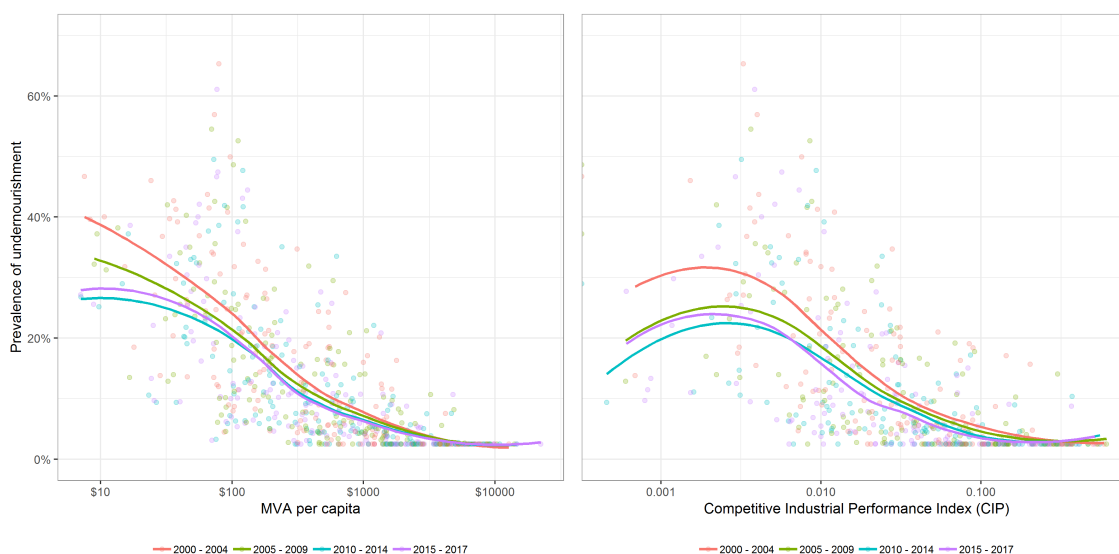 Prevalence of undernourishment
60%
40%
20%
0%
$10 $100 $1000 $10000
MVA per capita
0.001 0.010 0.100
Competitive Industrial Performance Index (CIP)
2000 - 2004 2005 - 2009 2010 - 2014 2015 - 2017
2000 - 2004 2005 - 2009 2010 - 2014 2015 - 2017